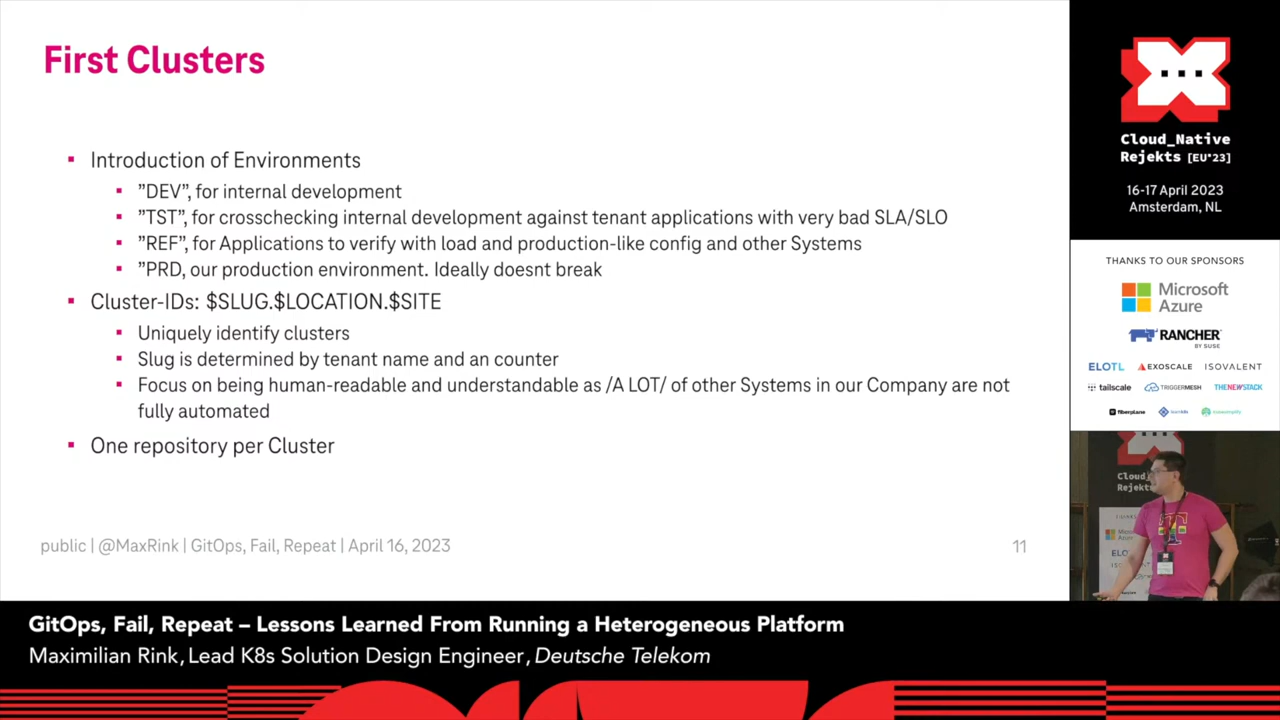 First Clusters
Introduction of Environments
”DEV”, for internal development
”TST”, for crosschecking internal development against tenant applications with very bad SLA/SLO
”REF”, for Applications to verify with load and production-like config and other Systems
”PRD, our production environment. Ideally doesnt break
Cluster-IDs: $SLUG.$LOCATION.$SITE
Uniquely identify clusters
Slug is determined by tenant name and an counter
Focus on being human-readable and understandable as /A LOT/ of other Systems in our Company are not
fully automated
One repository per Cluster
public | @MaxRink | GitOps, Fail, Repeat | April 16, 2023
11
Cloud_Native
Rejekts [EU'23]
16-17 April 2023
Amsterdam, NL
THANKS TO OUR SPONSORS
Microsoft
Azure
RANCHER
BY SUSE
ELOTL EXOSCALE ISOVALENT
tailscale TRIGGERMESH THENEWSTACK
fiberplane
Cloud_
Rejek
Microsoft
Azure
GitOps, Fail, Repeat – Lessons Learned From Running a Heterogeneous Platform
Maximilian Rink, Lead K8s Solution Design Engineer, Deutsche Telekom